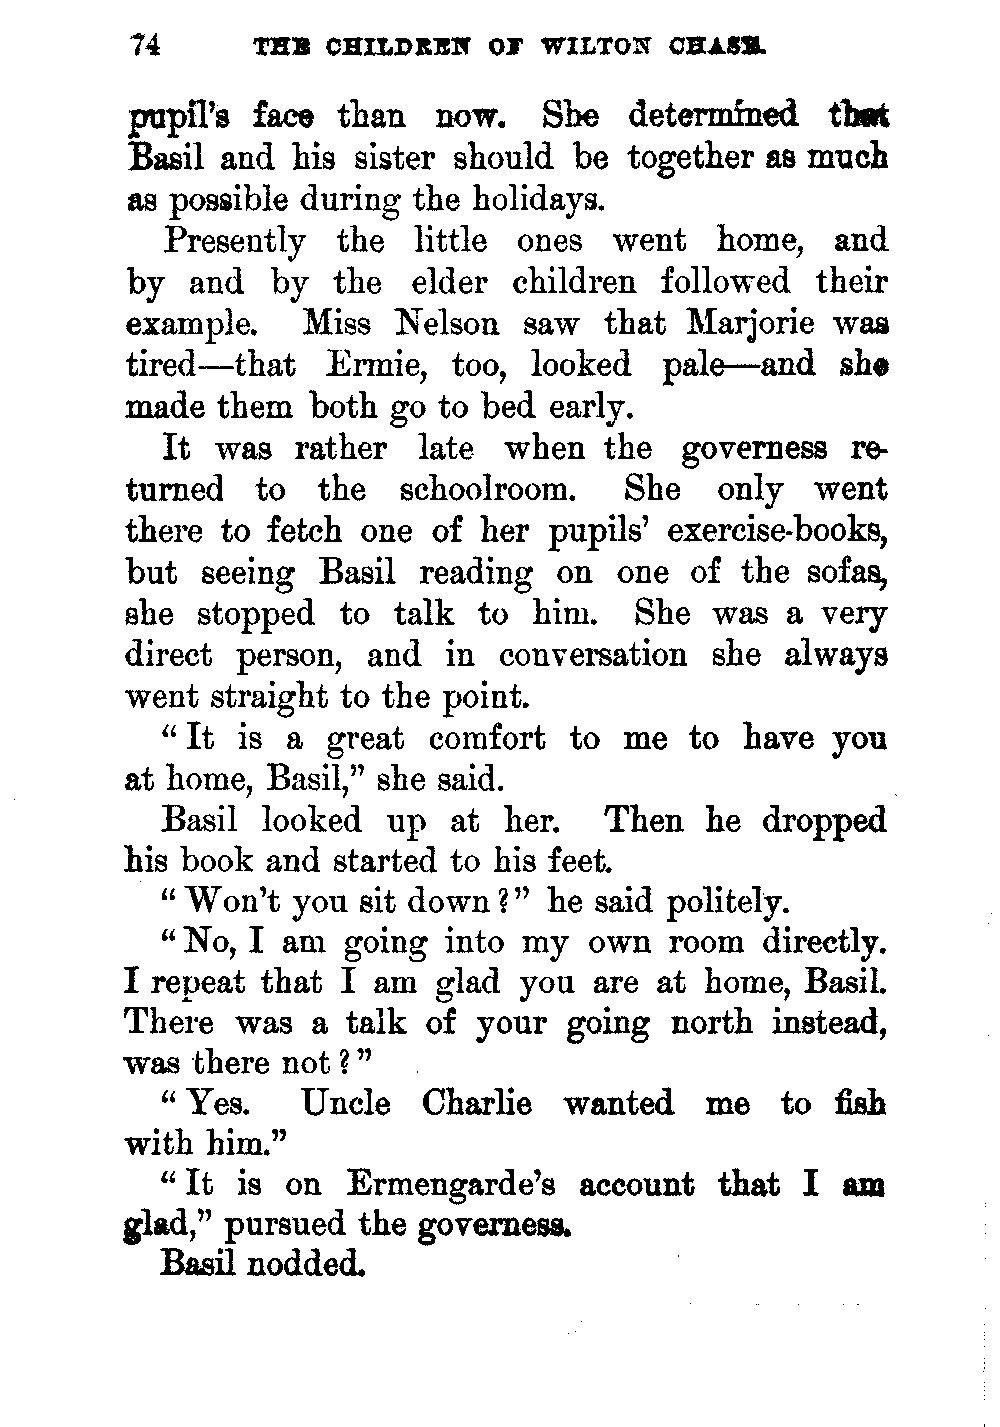 74 THE CHILDREN OF WILTON CHASE.
pupil's face than now. She determined that
Basil and his sister should be together as much
as possible during the holidays.
Presently the little ones went home, and
by and by the elder children followed their
example. Miss Nelson saw that Marjorie was
tired—that Ermie, too, looked pale—and she
made them both go to bed early.
It was rather late when the governess re-
turned to the schoolroom. She only went
there to fetch one of her pupils' exercise-books,
but seeing Basil reading on one of the sofas,
she stopped to talk to him. She was a very
direct person, and in conversation she always
went straight to the point.
"It is a great comfort to me to have you
at home, Basil," she said.
Basil looked up at her. Then he dropped
his book and started to his feet.
"Won't you sit down?" he said politely.
"No, I am going into my own room directly.
I repeat that I am glad you are at home, Basil.
There was a talk of your going north instead,
was there not?"
"Yes. Uncle Charlie wanted me to fish
with him."
"It is on Ermengarde's account that I am
glad," pursued the governess.
Basil nodded.